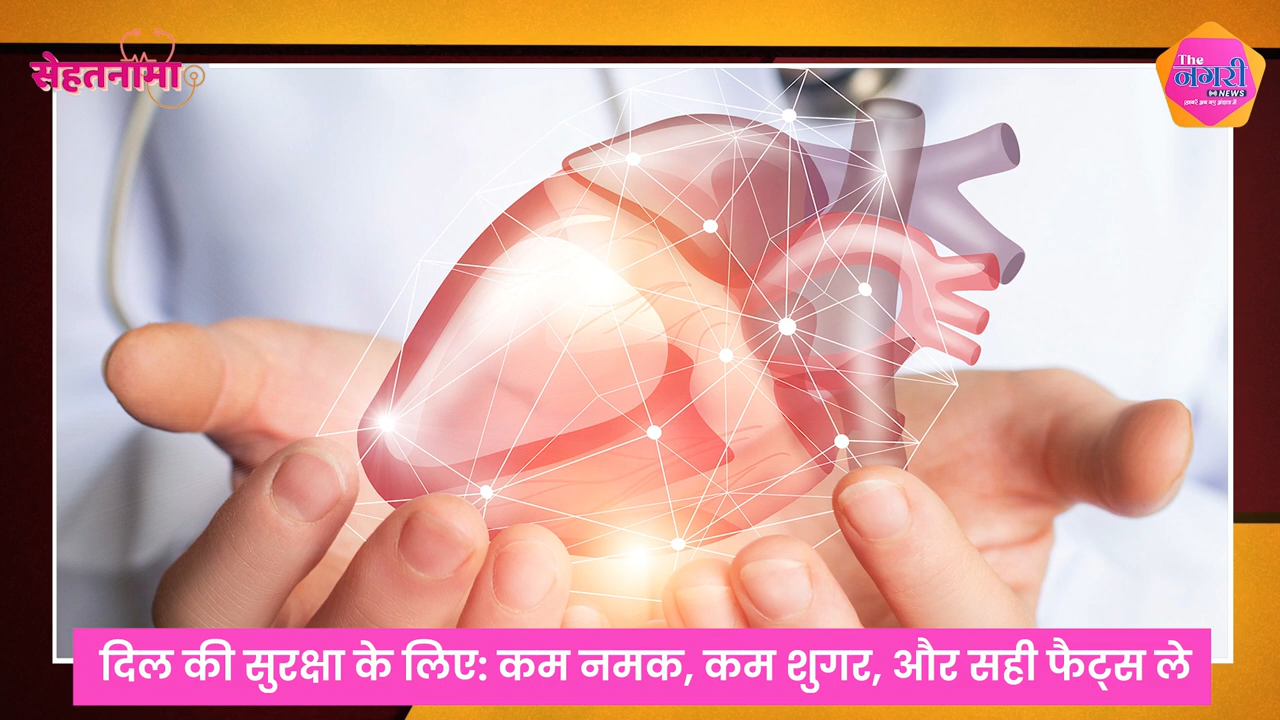 सेहतनामा
The
नगरी
NEWS
दिल की सुरक्षा के लिए: कम नमक, कम शुगर, और सही फैट्स ले